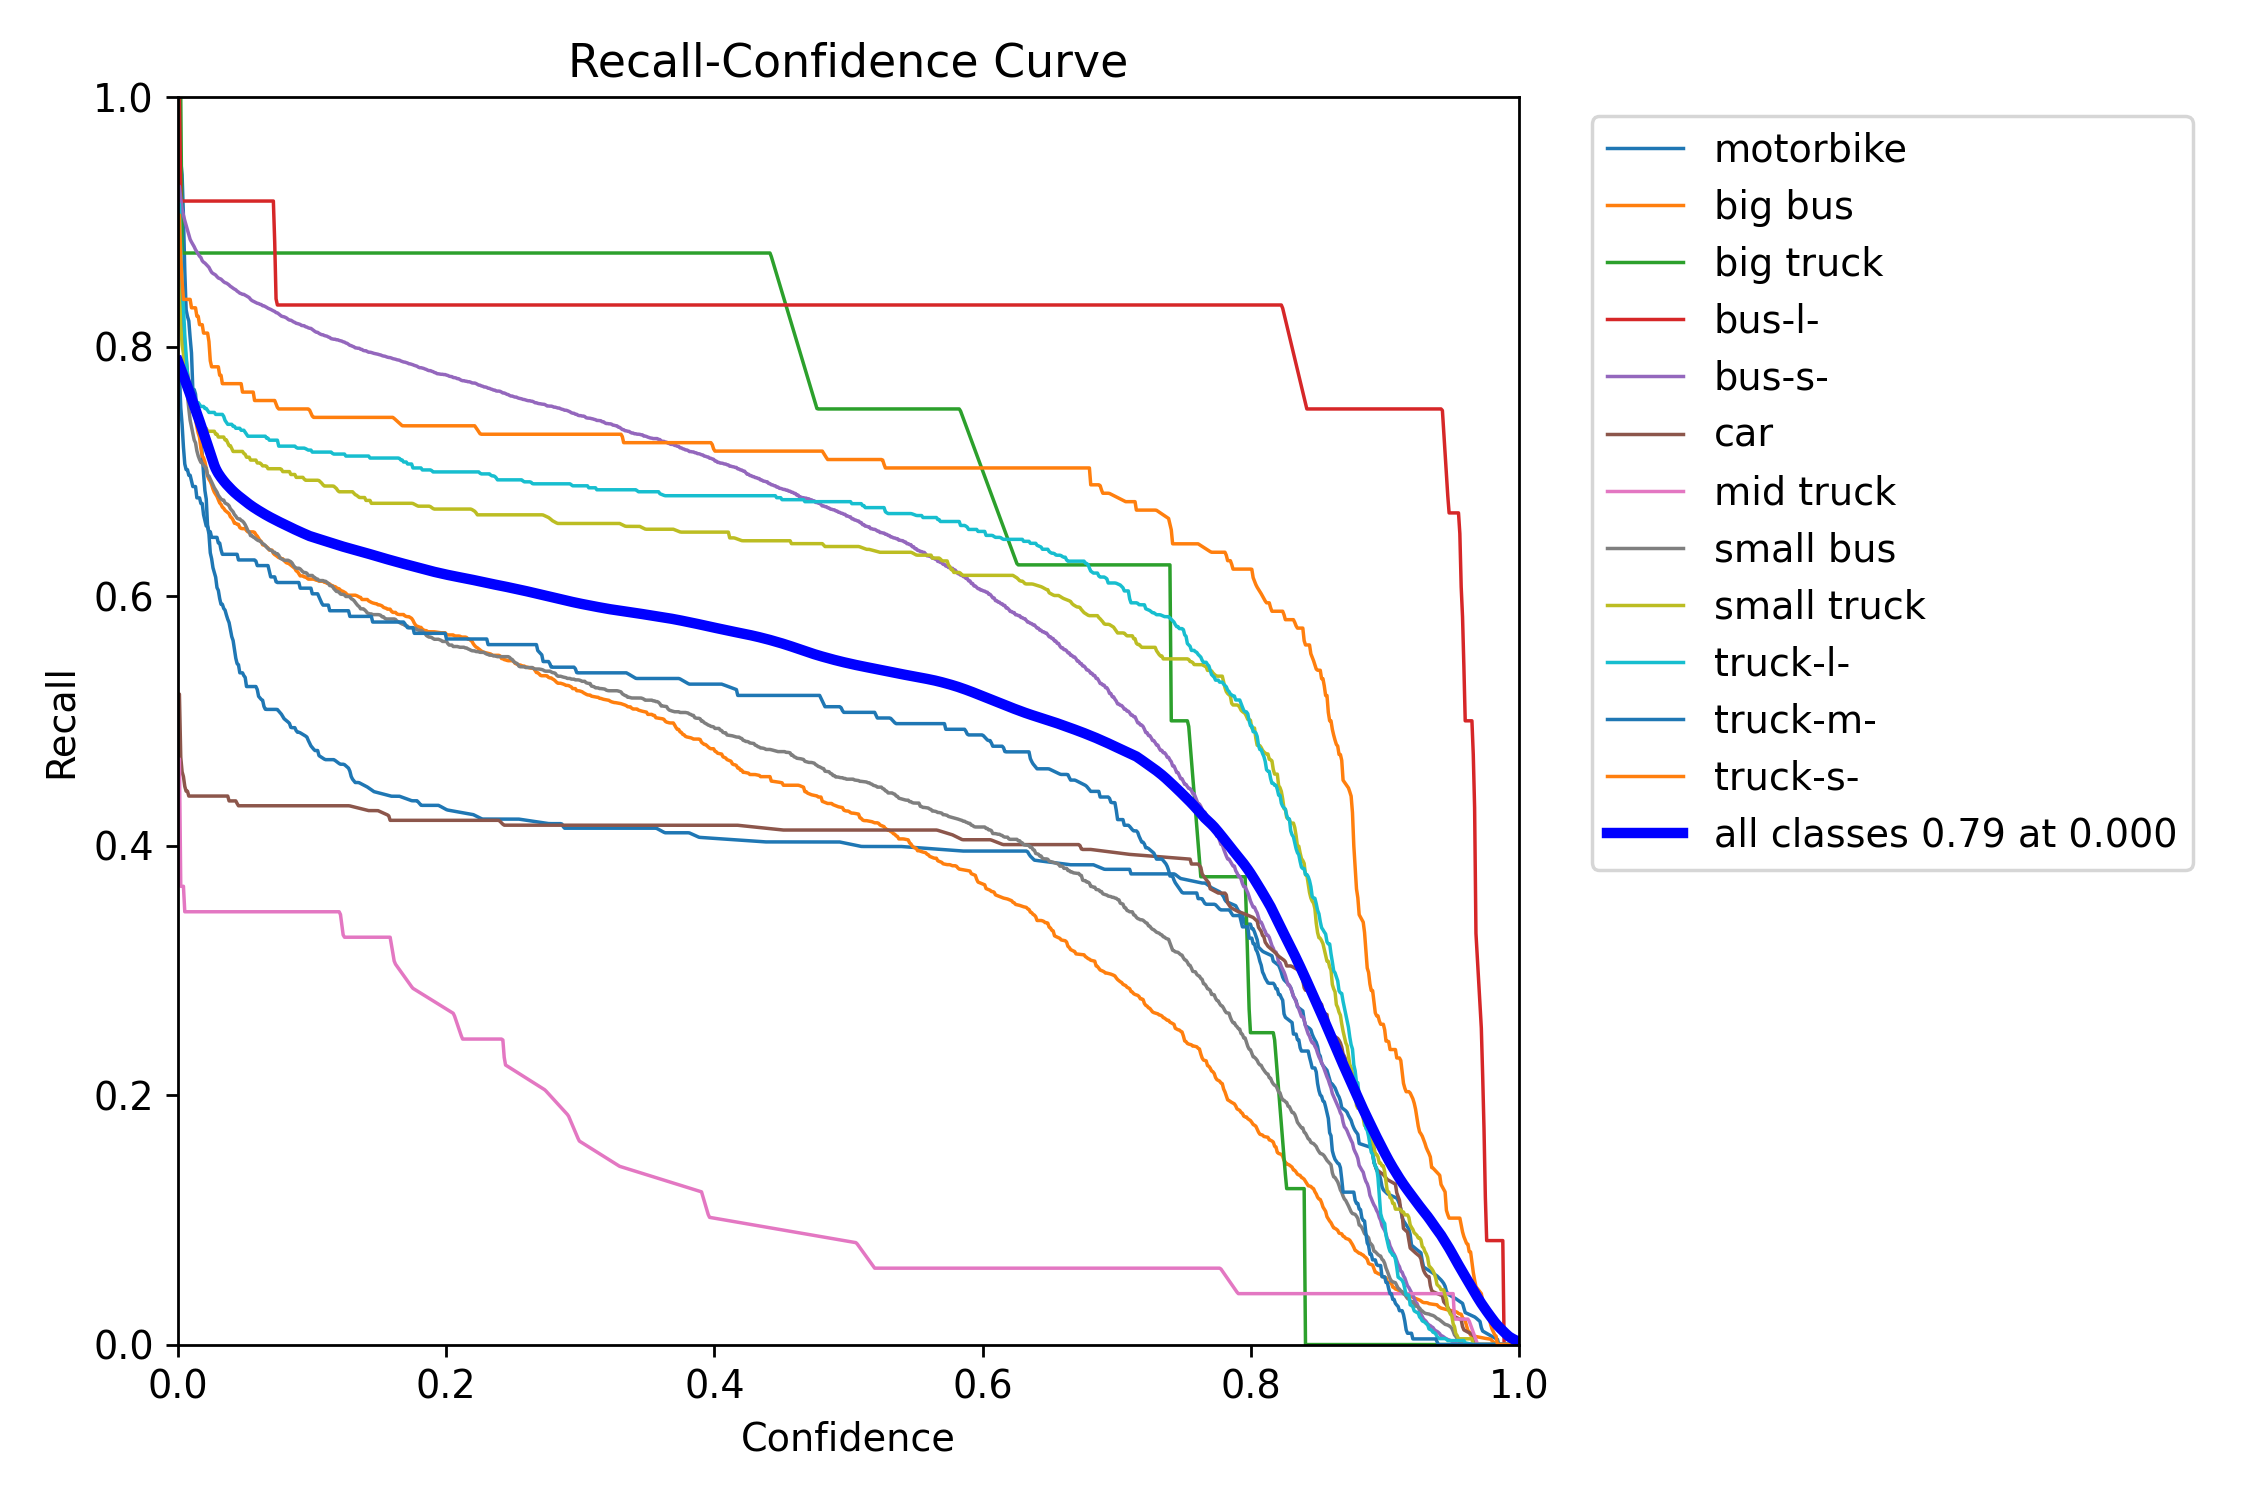 Recall-Confidence Curve
1.0
0.8
0.6
0.4
0.2
0.0
Recall
0.0 0.2 0.4 0.6 0.8 1.0
Confidence
motorbike
big bus
big truck
bus-l-
bus-s-
car
mid truck
small bus
small truck
truck-l-
truck-m-
truck-s-
all classes 0.79 at 0.000